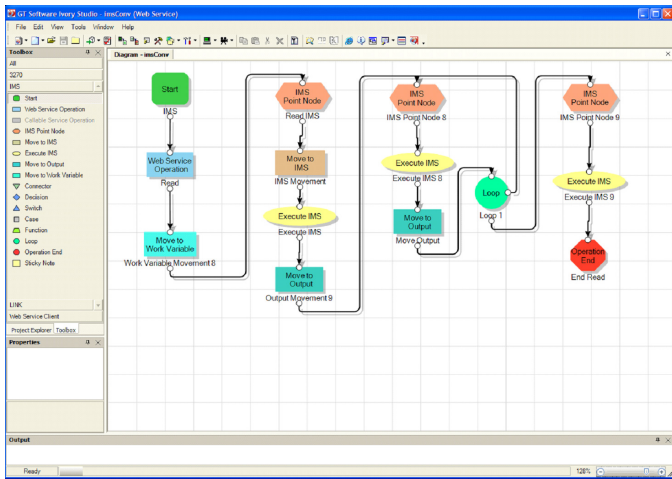 GT Software Ivory Studio - imsConv (Web Service)
File Edit View Tools Window Help
Toolbox
Diagram - imsConv
All
3270
IMS
Start
Web Service Operation
Callable Service Operation
IMS Point Node
Move to IMS
Execute IMS
Move to Output
Move to Work Variable
Connector
Decision
Switch
Case
Function
Loop
Operation End
Sticky Note
LINK
Web Service Client
Project Explorer Toolbox
Properties
Start
IMS
Web Service
Operation
Read
Move to
Work Variable
Work Variable Movement 8
IMS
Point Node
Read IMS
Move to
IMS
IMS Movement
Execute IMS
Execute IMS
Move to
Output
Output Movement 9
IMS
Point Node
IMS Point Node 8
Execute IMS
Execute IMS 8
Move to
Output
Move Output
Loop
Loop 1
IMS
Point Node
IMS Point Node 9
Execute IMS
Execute IMS 9
Operation
End
End Read
Output
Ready
128%